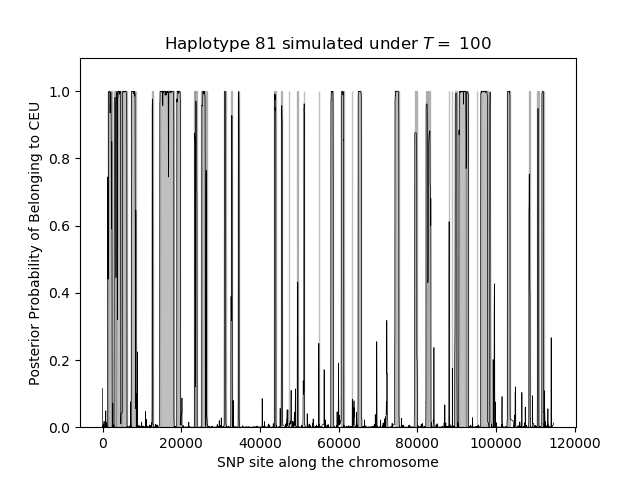 Haplotype 81 simulated under T = 100
Posterior Probability of Belonging to CEU
1.0
0.8
0.6
0.4
0.2
0.0
0 20000 40000 60000 80000 100000 120000
SNP site along the chromosome